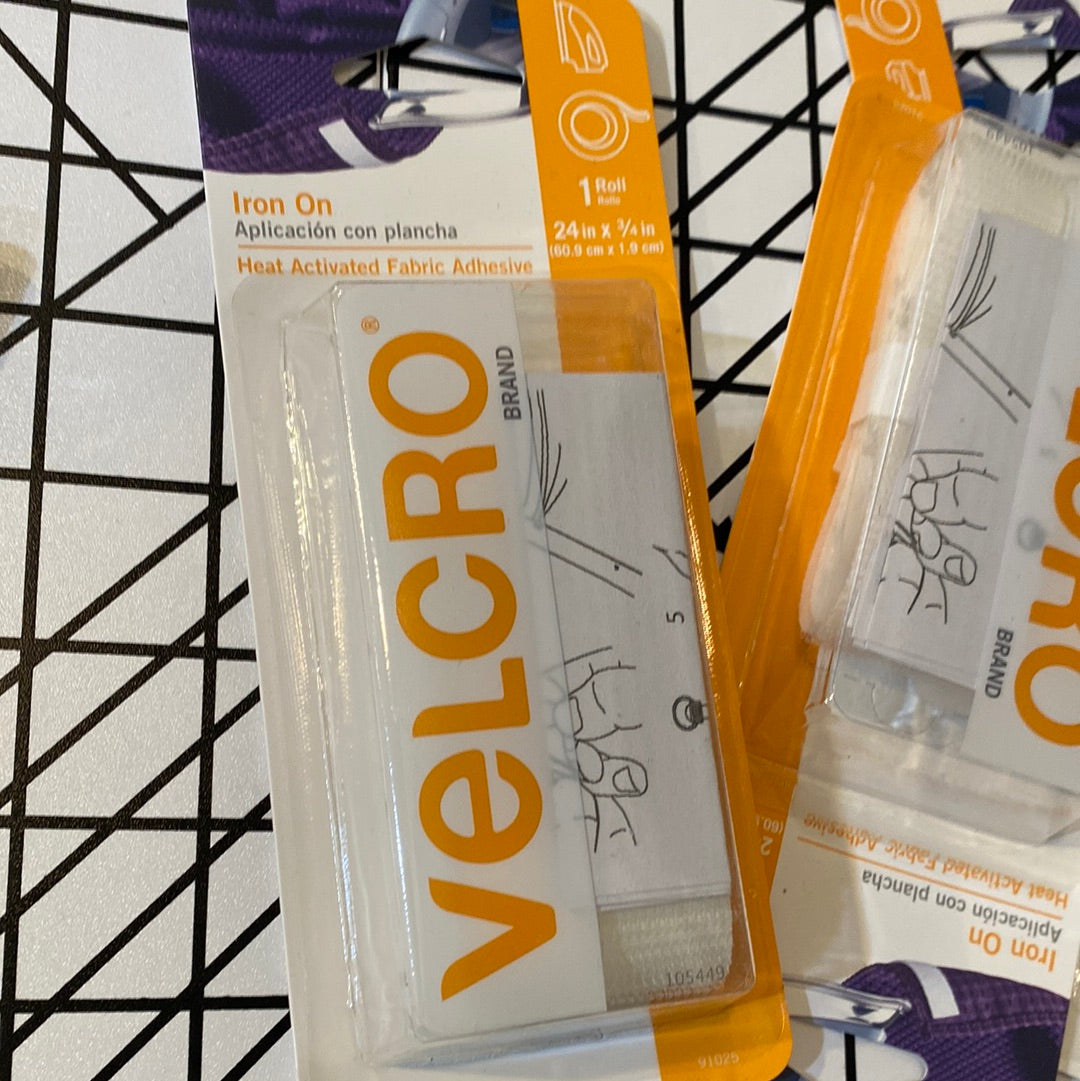 Iron On
Aplicación con plancha
Heat Activated Fabric Adhesive
1 Roll
Rollo
24 in x 3/4 in
(60.9 cm x 1.9 cm)
VeLCRO®
BRAND
5
105449
91025
BRAND
Iron On
Aplicación con plancha
Heat Activated Fabric Adhesive